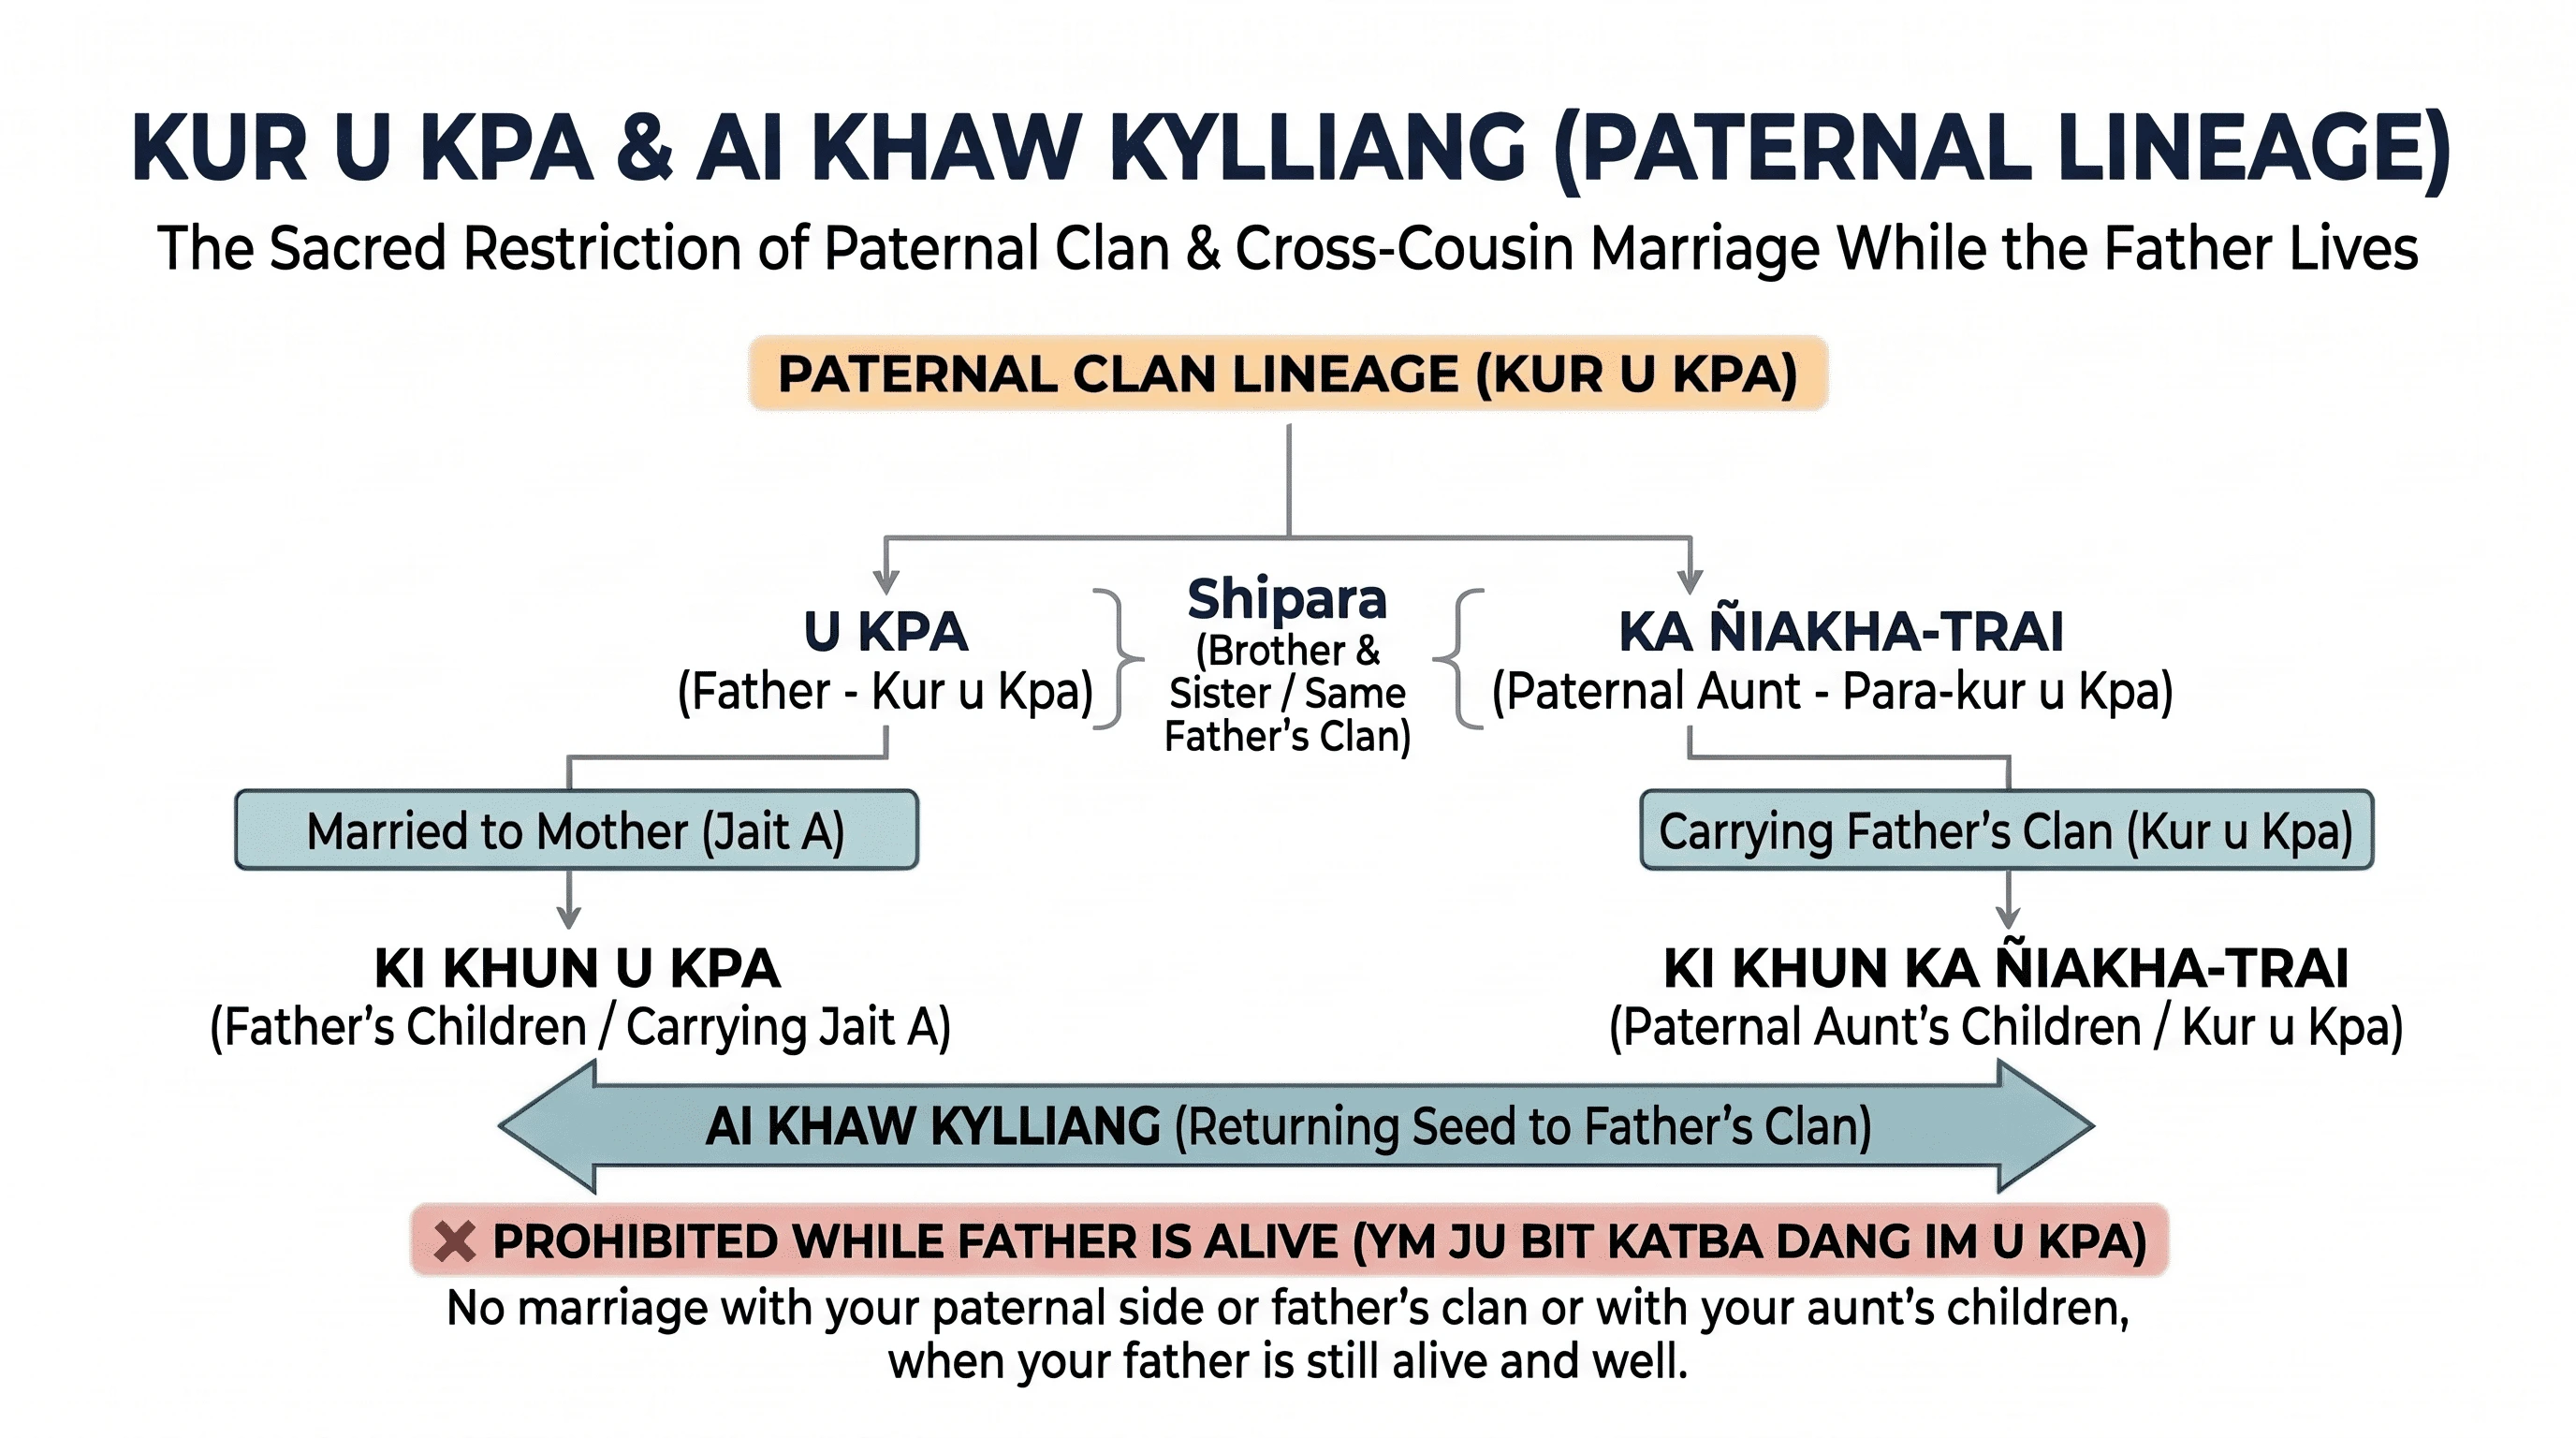 KUR U KPA & AI KHAW KYLLIANG (PATERNAL LINEAGE)
The Sacred Restriction of Paternal Clan & Cross-Cousin Marriage While the Father Lives
PATERNAL CLAN LINEAGE (KUR U KPA)
U KPA
(Father - Kur u Kpa)
Shipara
(Brother &
Sister / Same
Father’s Clan)
KA ÑIAKHA-TRAI
(Paternal Aunt - Para-kur u Kpa)
Married to Mother (Jait A)
Carrying Father’s Clan (Kur u Kpa)
KI KHUN U KPA
(Father’s Children / Carrying Jait A)
KI KHUN KA ÑIAKHA-TRAI
(Paternal Aunt’s Children / Kur u Kpa)
AI KHAW KYLLIANG (Returning Seed to Father’s Clan)
PROHIBITED WHILE FATHER IS ALIVE (YM JU BIT KATBA DANG IM U KPA)
No marriage with your paternal side or father’s clan or with your aunt’s children,
when your father is still alive and well.